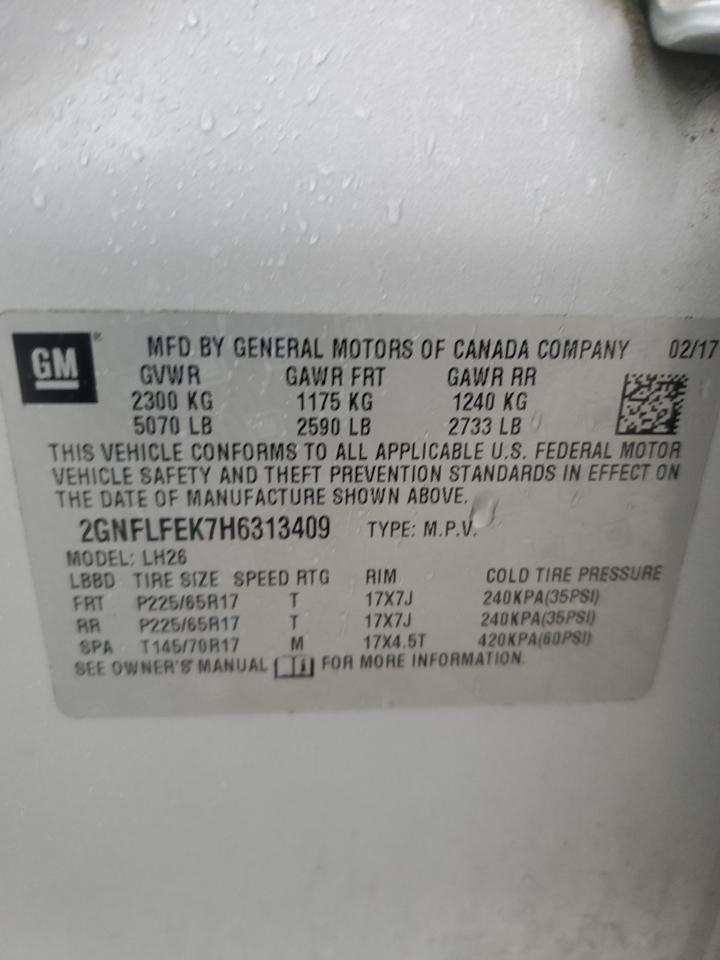 GM® MFD BY GENERAL MOTORS OF CANADA COMPANY 02/17
GVWR GAWR FRT GAWR RR
2300 KG 1175 KG 1240 KG
5070 LB 2590 LB 2733 LB
THIS VEHICLE CONFORMS TO ALL APPLICABLE U.S. FEDERAL MOTOR
VEHICLE SAFETY AND THEFT PREVENTION STANDARDS IN EFFECT ON
THE DATE OF MANUFACTURE SHOWN ABOVE.
2GNFLFEK7H6313409 TYPE: M.P.V.
MODEL: LH26
LBBD TIRE SIZE SPEED RTG RIM COLD TIRE PRESSURE
FRT P225/65R17 T 17X7J 240KPA(35PSI)
RR P225/65R17 T 17X7J 240KPA(35PSI)
SPA T145/70R17 M 17X4.5T 420KPA(60PSI)
SEE OWNER'S MANUAL FOR MORE INFORMATION.